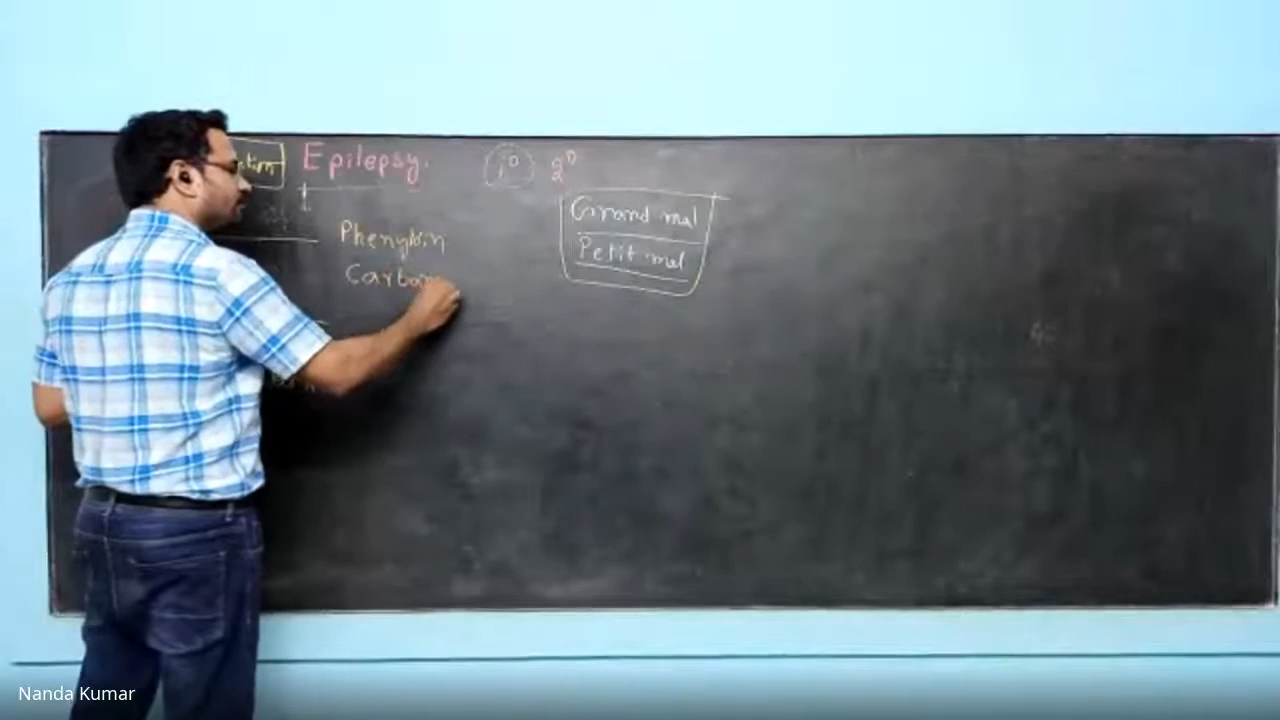 Epilepsy. 1° 2°
Grand mal
Phenytoin
Petit mal
Carbam
Nanda Kumar